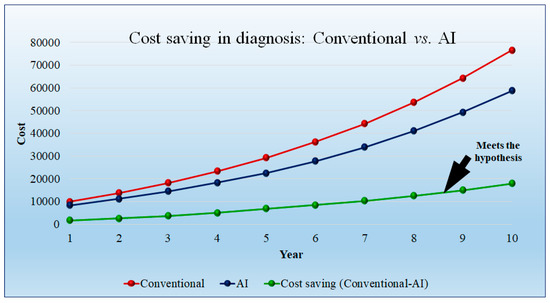 Cost saving in diagnosis: Conventional vs. AI
80000
70000
60000
50000
40000
30000
20000
10000
0
Cost
Meets the
hypothesis
1 2 3 4 5 6 7 8 9 10
Year
Conventional AI Cost saving (Conventional-AI)